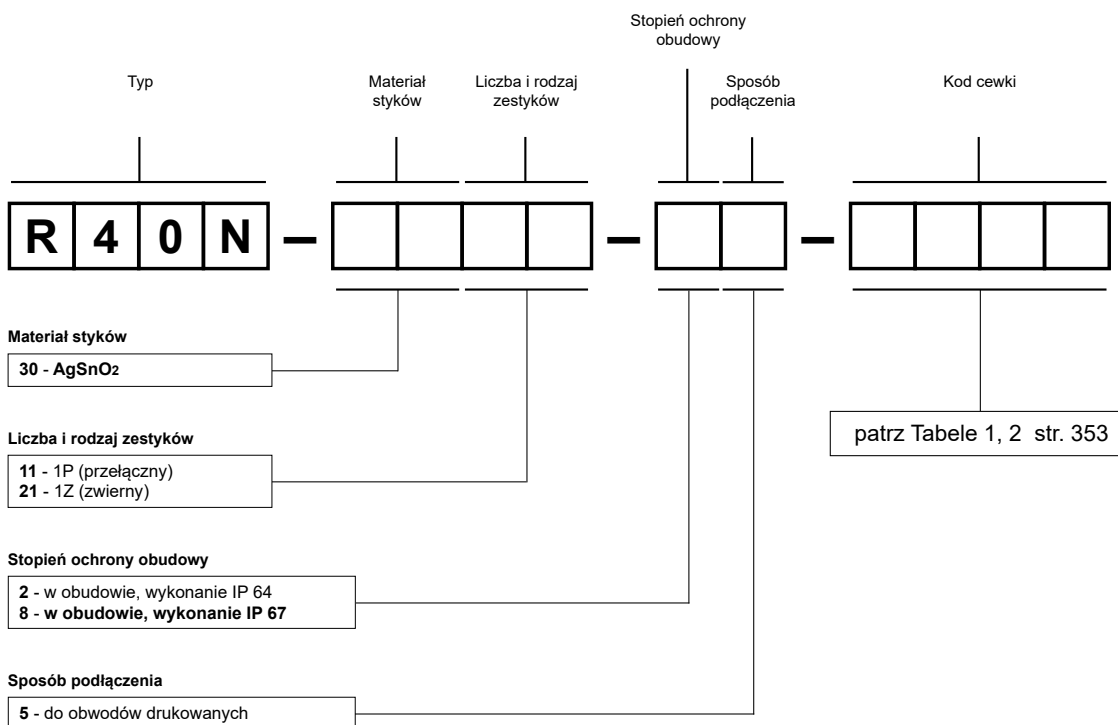 Stopień ochrony
obudowy
Typ
Materiał
styków
Liczba i rodzaj
zestyków
Sposób
podłączenia
Kod cewki
R 4 0 N – – –
Materiał styków
30 - AgSnO2
Liczba i rodzaj zestyków
11 - 1P (przełączny)
21 - 1Z (zwierny)
patrz Tabele 1, 2 str. 353
Stopień ochrony obudowy
2 - w obudowie, wykonanie IP 64
8 - w obudowie, wykonanie IP 67
Sposób podłączenia
5 - do obwodów drukowanych